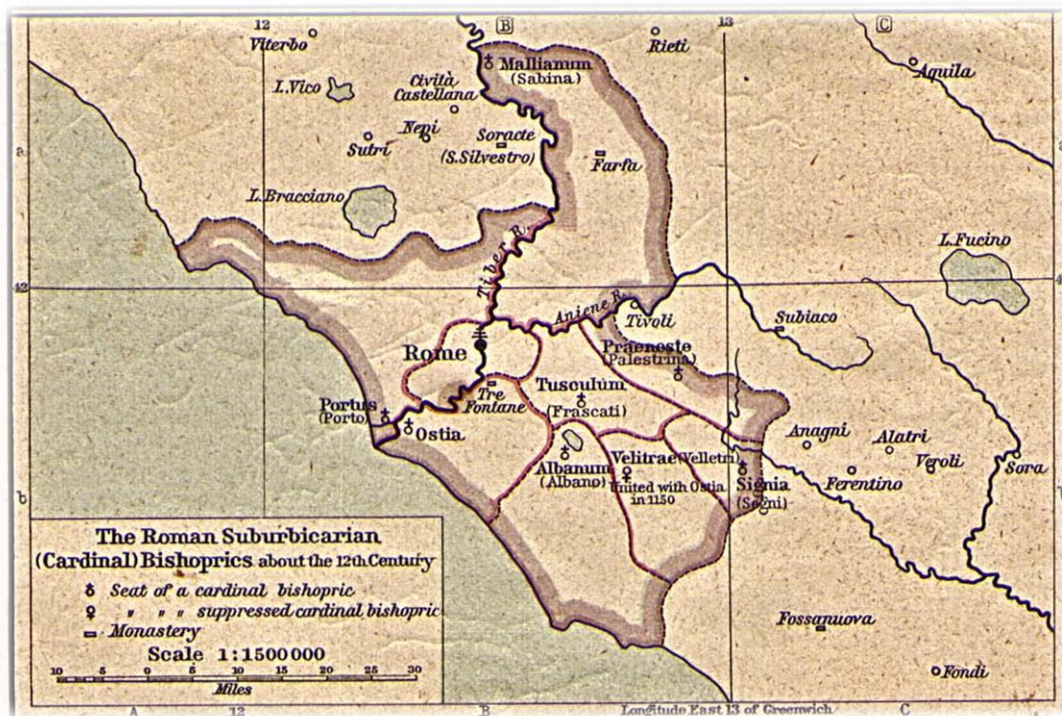 12
B
13
C
Viterbo
Rieti
Mallianum
(Sabina)
Aquila
L.Vico
Cività
Castellana
a
Nepi
Sutri
Soracte
(S.Silvestro)
Farfa
L.Bracciano
Tiber R.
L.Fucino
42
Aniene R.
Tivoli
Subiaco
Rome
Praeneste
(Palestrina)
Tre
Fontane
Tusculum
(Frascati)
Portus
(Porto)
Ostia
Anagni
Alatri
Veroli
Sora
Albanum
(Albano)
Velitrae (Velletri)
United with Ostia
in 1150
Signia
(Segni)
Ferentino
b
The Roman Suburbicarian
(Cardinal) Bishoprics about the 12th Century
Seat of a cardinal bishopric
" " " suppressed cardinal bishopric
Monastery
Scale 1:1500000
10 5 0 5 10 15 20 25 30
Miles
Fossanuova
Fondi
A
12
B
Longitude East 13 of Greenwich
C